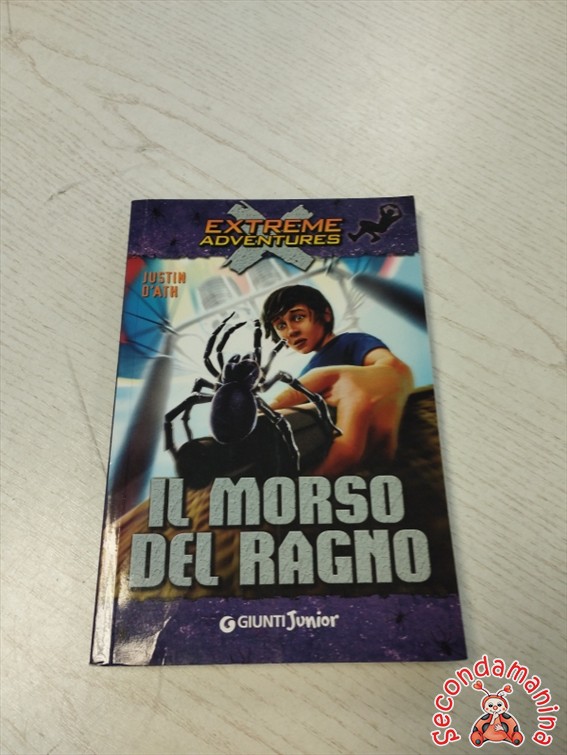 EXTREME
ADVENTURES
JUSTIN
D'ATH
IL MORSO
DEL RAGNO
GIUNTI Junior
Secondamanina